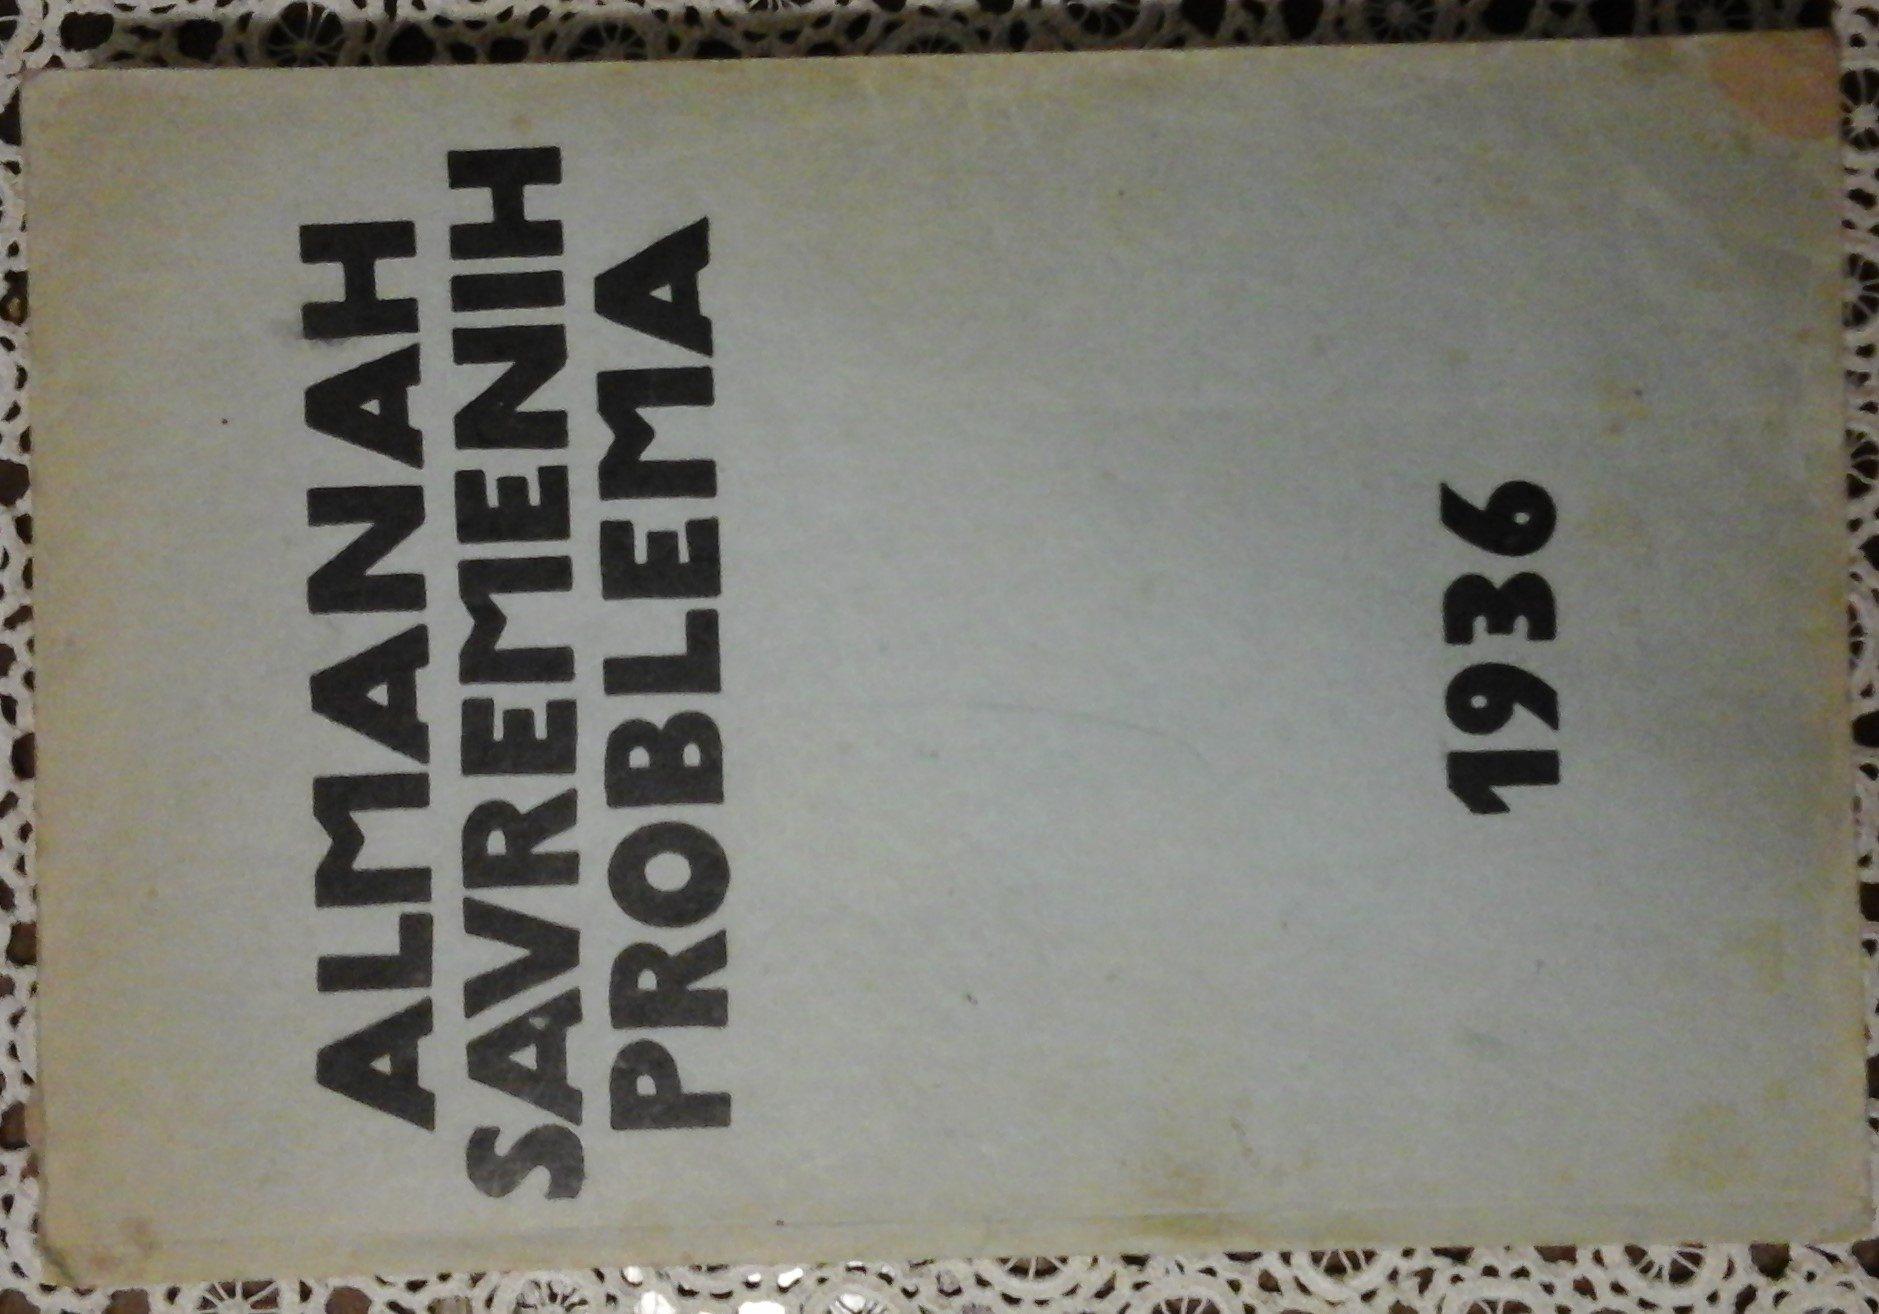 ALMANAH
SAVREMENIH
PROBLEMA
1936